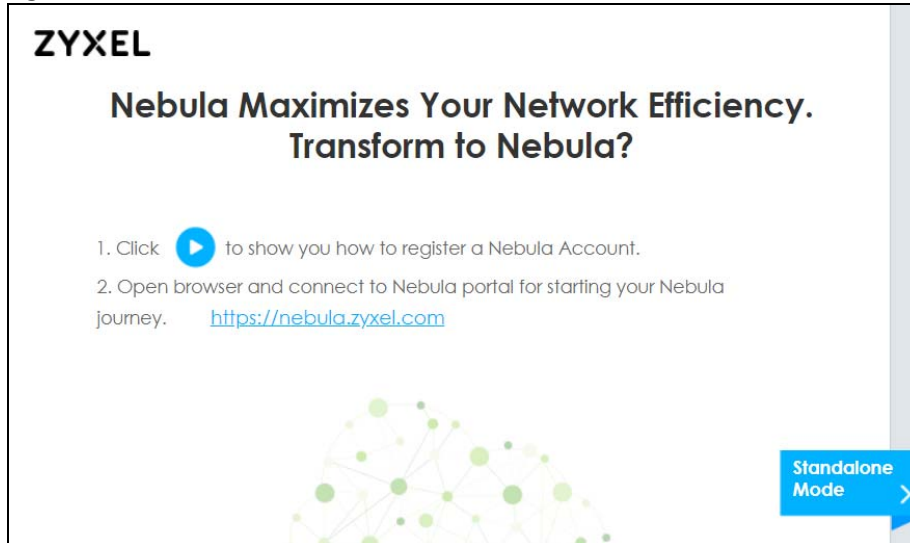 ZYXEL
Nebula Maximizes Your Network Efficiency.
Transform to Nebula?
1. Click to show you how to register a Nebula Account.
2. Open browser and connect to Nebula portal for starting your Nebula
journey. https://nebula.zyxel.com
Standalone
Mode